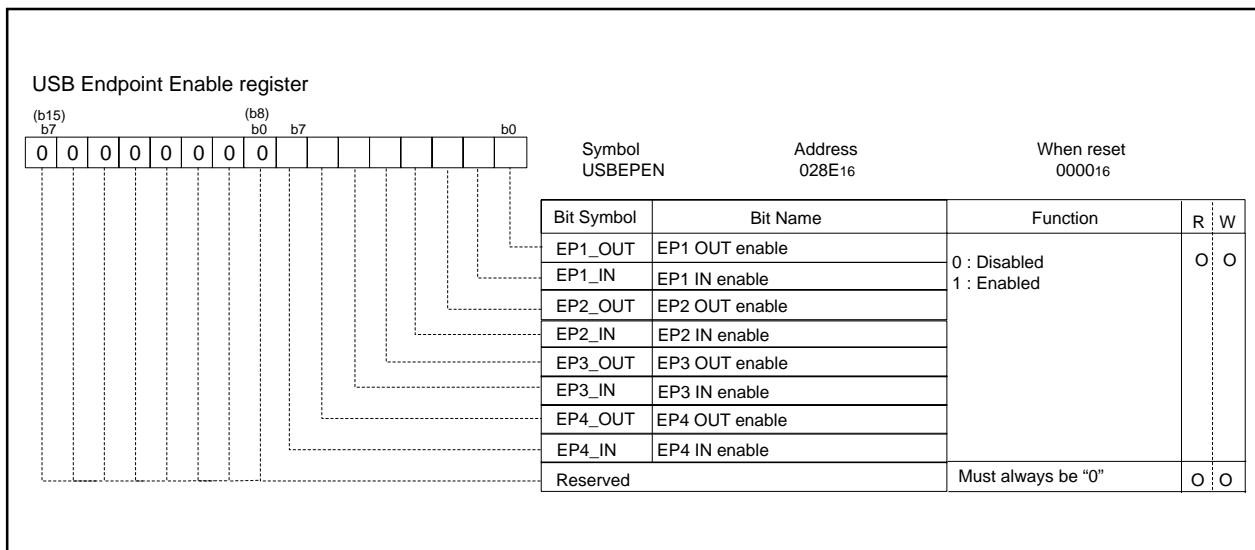 USB Endpoint Enable register
(b15) (b8)
b7 b0 b7 b0
0 0 0 0 0 0 0 0
Symbol Address When reset
USBEPEN 028E16 000016
Bit Symbol Bit Name Function R W
EP1_OUT EP1 OUT enable 0 : Disabled O O
EP1_IN EP1 IN enable 1 : Enabled
EP2_OUT EP2 OUT enable
EP2_IN EP2 IN enable
EP3_OUT EP3 OUT enable
EP3_IN EP3 IN enable
EP4_OUT EP4 OUT enable
EP4_IN EP4 IN enable
Reserved Must always be “0” O O